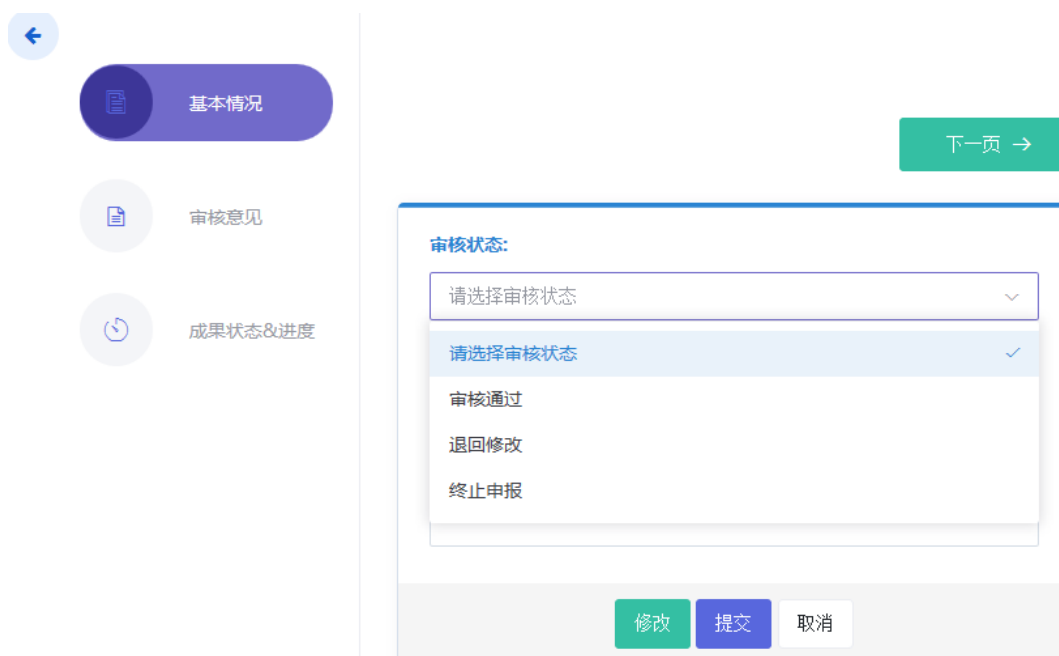 基本情况
审核意见
成果状态&进度
下一页 →
审核状态:
请选择审核状态
请选择审核状态
审核通过
退回修改
终止申报
修改 提交 取消